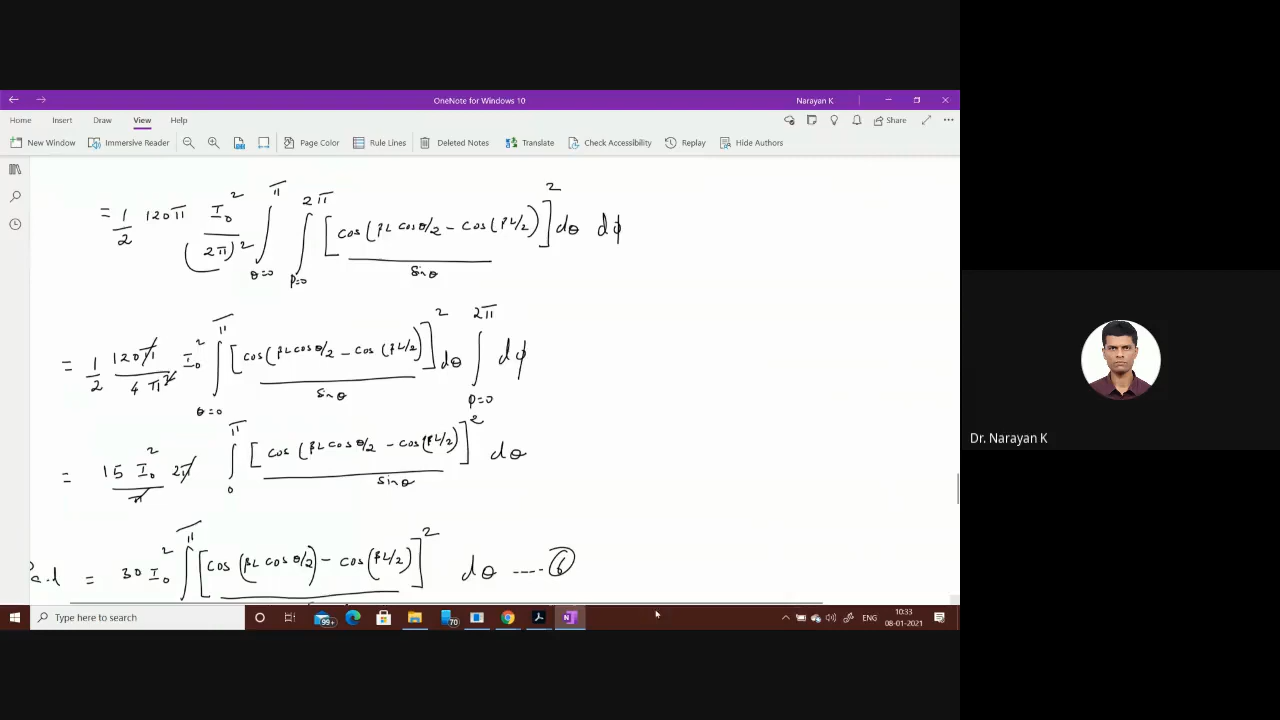 OneNote for Windows 10
Narayan K
Home Insert Draw View Help
Share
New Window Immersive Reader Page Color Rule Lines Deleted Notes Translate Check Accessibility Replay Hide Authors
= 1/2 120π I₀²/(2π)² ∫θ=0^π ∫φ=0^2π [cos(βL cosθ/2 − cos(βL/2)/sinθ]² dθ dφ
= 1/2 120π/4π² I₀² ∫θ=0^π [cos(βL cosθ/2 − cos(βL/2)/sinθ]² dθ ∫φ=0^2π dφ
= 15 I₀²/π 2π ∫0^π [cos(βL cosθ/2 − cos(βL/2)/sinθ]² dθ
= 30 I₀² ∫^π [cos(βL cosθ/2) − cos(βL/2)]² dθ ---- ⑥
Dr. Narayan K
Type here to search
99+
70
ENG
10:33
08-01-2021